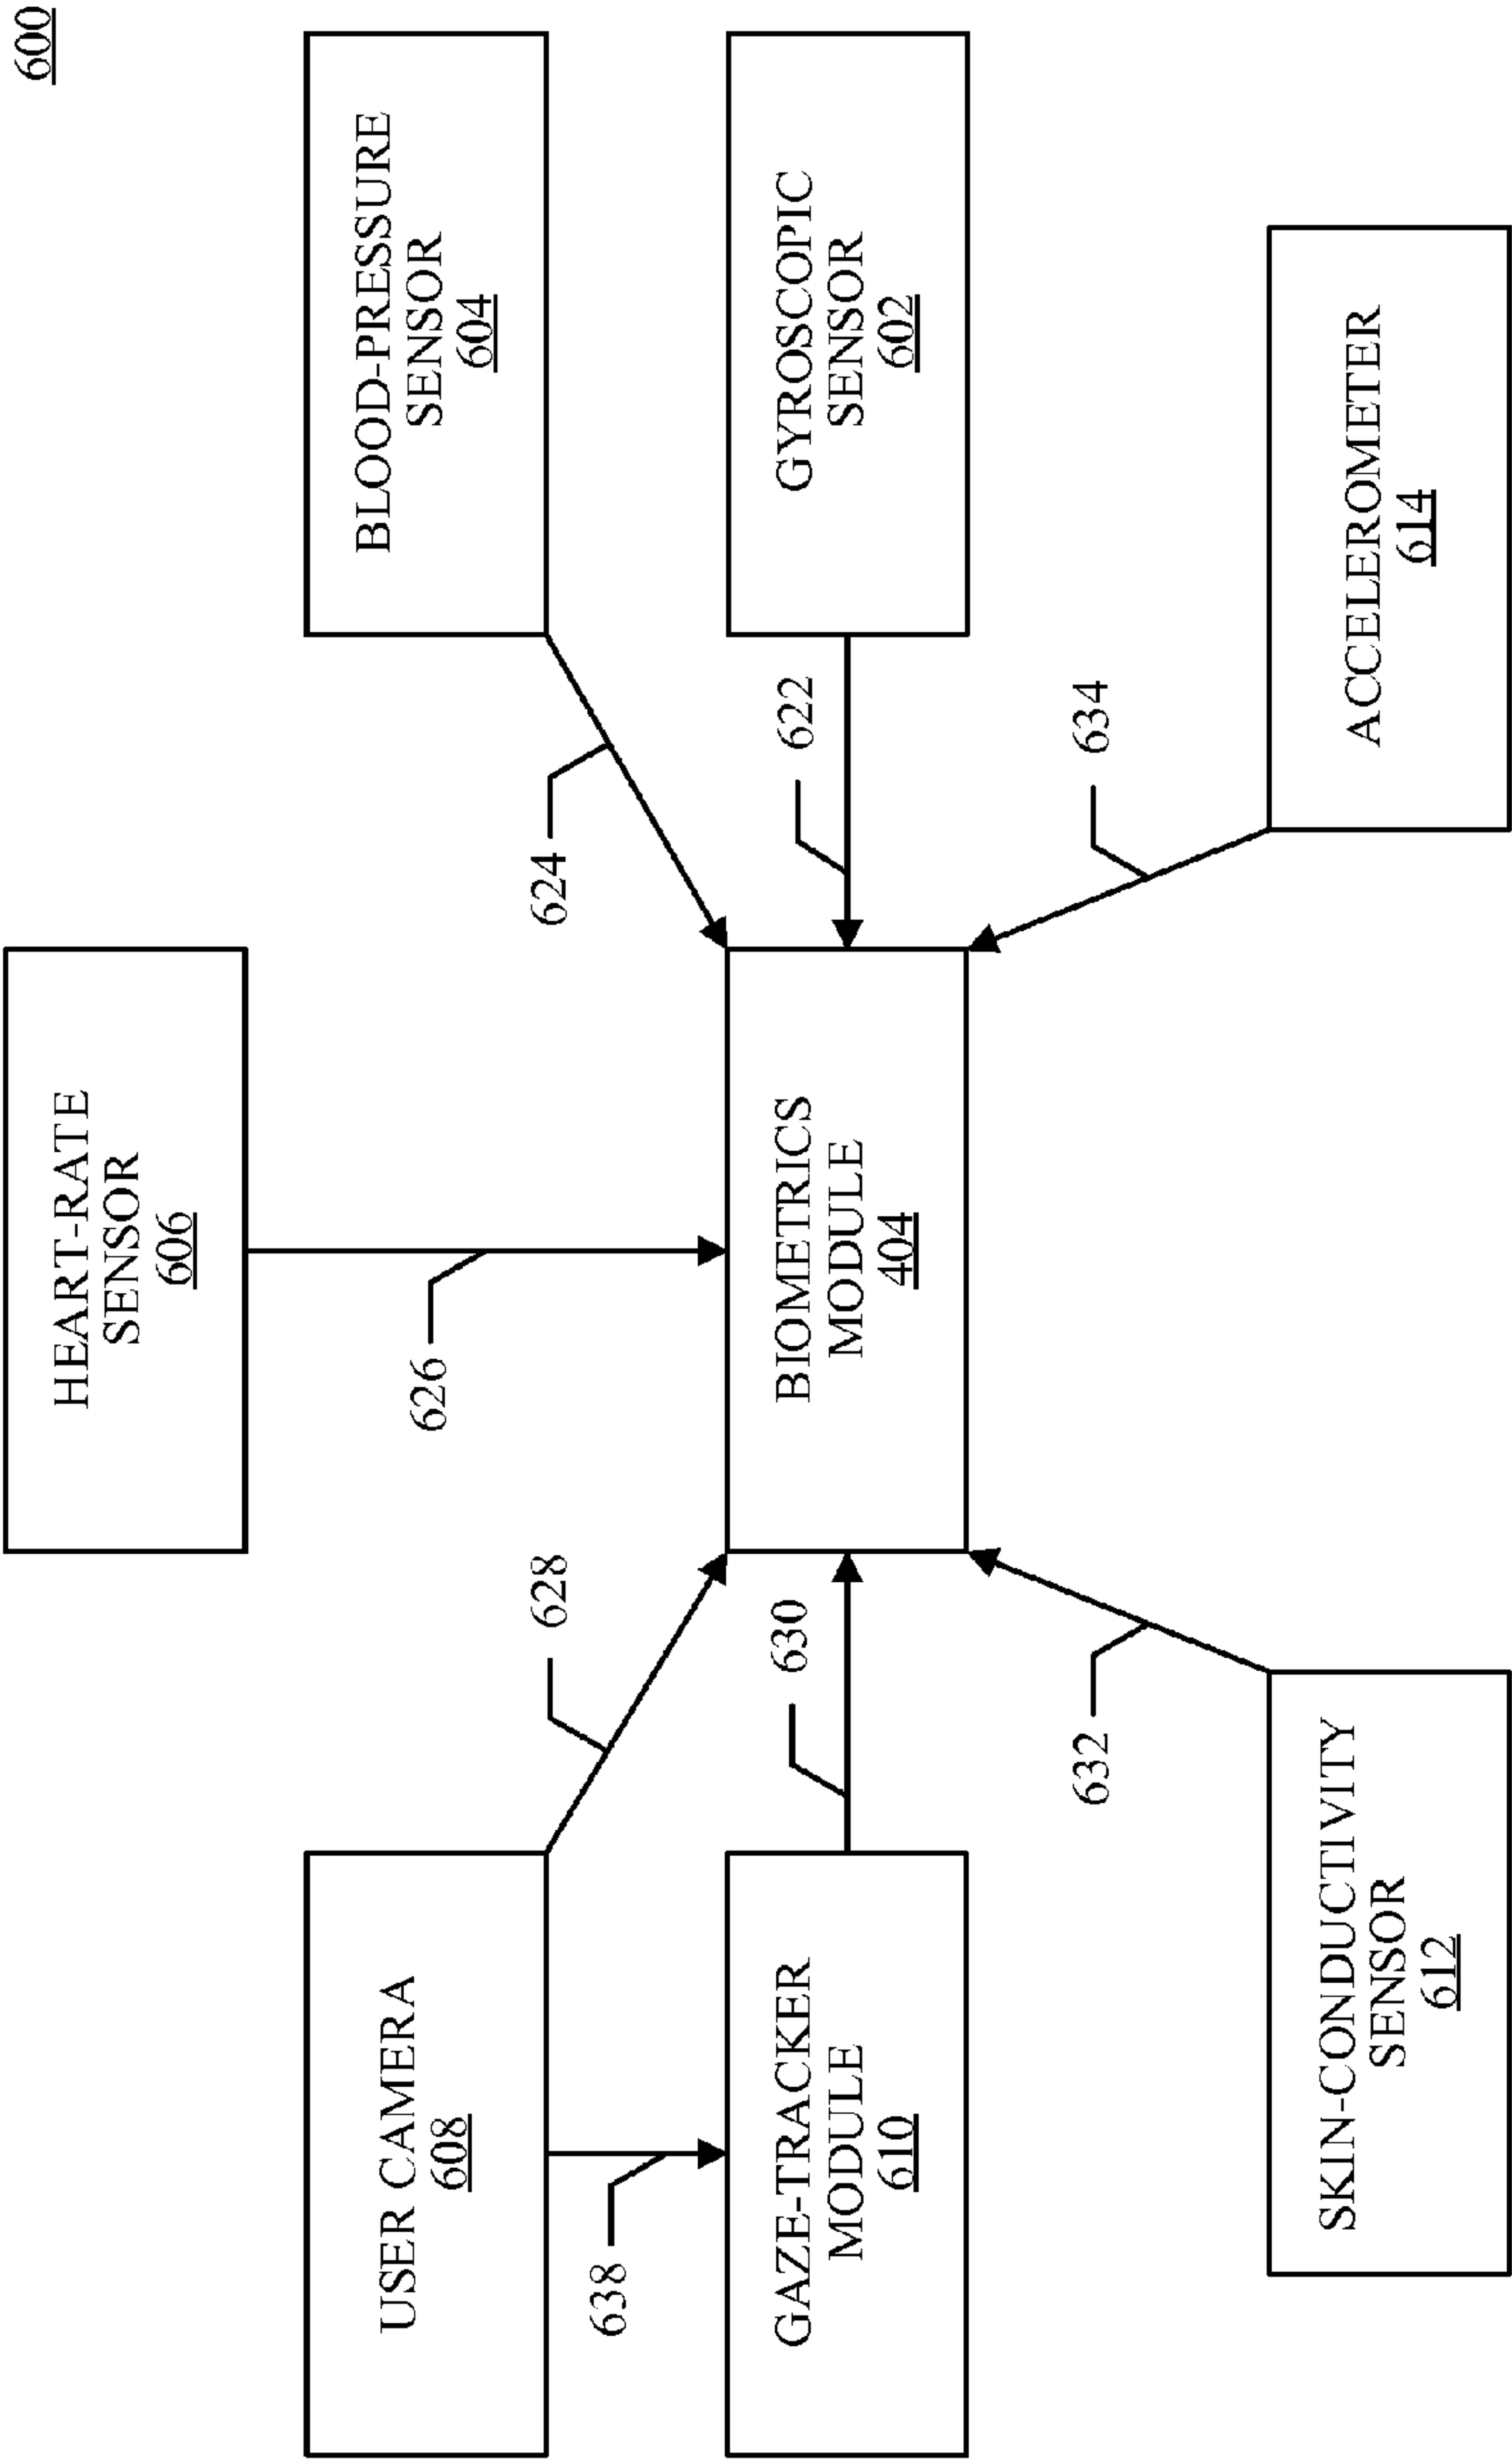 600
HEART-RATE
SENSOR
606
USER CAMERA
608
BLOOD-PRESSURE
SENSOR
604
626
628
624
638
GAZE-TRACKER
MODULE
610
630
BIOMETRICS
MODULE
404
622
GYROSCOPIC
SENSOR
602
632
634
SKIN-CONDUCTIVITY
SENSOR
612
ACCELEROMETER
614